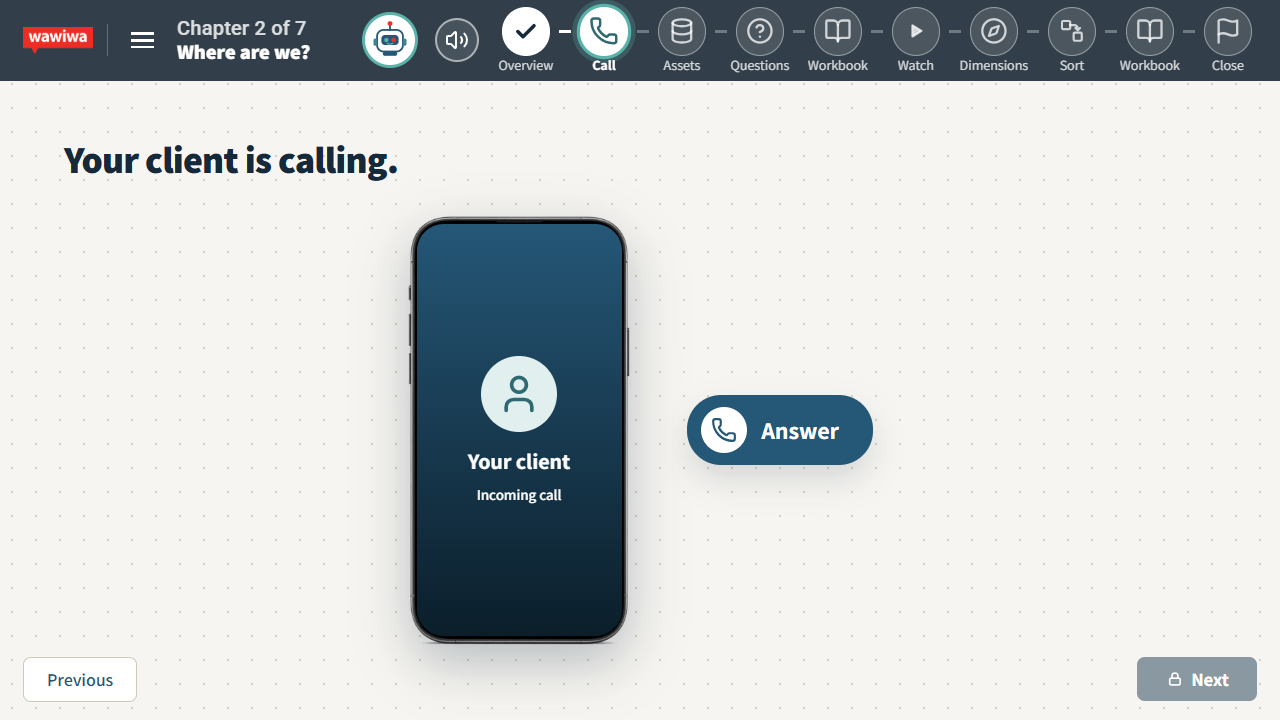 wawiwa
Chapter 2 of 7
Where are we?
Overview
Call
Assets
Questions
Workbook
Watch
Dimensions
Sort
Workbook
Close
Your client is calling.
Your client
Incoming call
Answer
Previous
Next